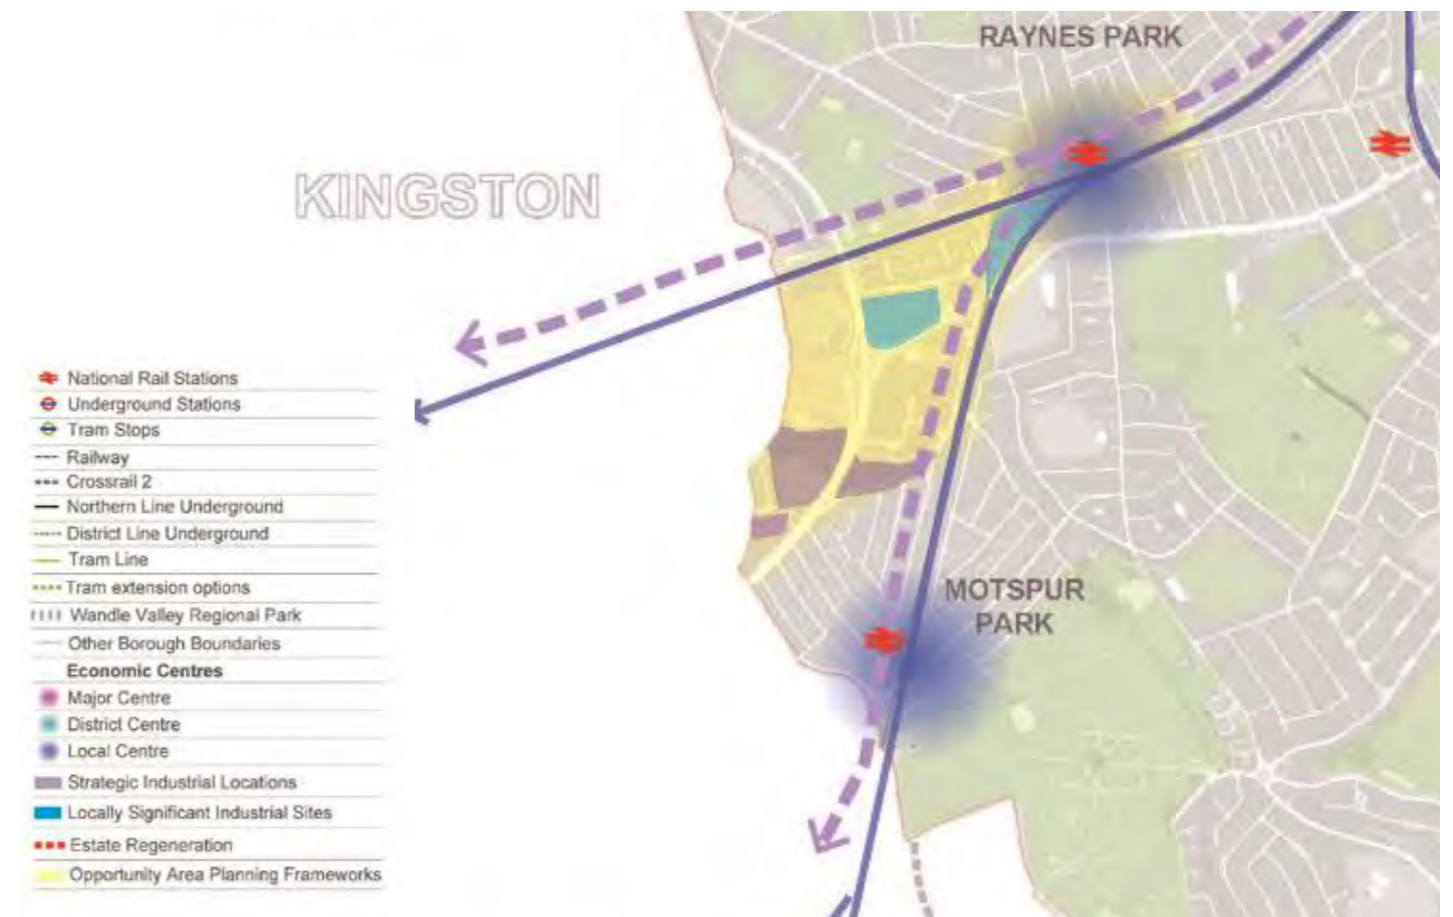 RAYNES PARK
KINGSTON
National Rail Stations
Underground Stations
Tram Stops
Railway
Crossrail 2
Northern Line Underground
District Line Underground
Tram Line
Tram extension options
Wandle Valley Regional Park
Other Borough Boundaries
Economic Centres
Major Centre
District Centre
Local Centre
Strategic Industrial Locations
Locally Significant Industrial Sites
Estate Regeneration
Opportunity Area Planning Frameworks
MOTSPUR
PARK